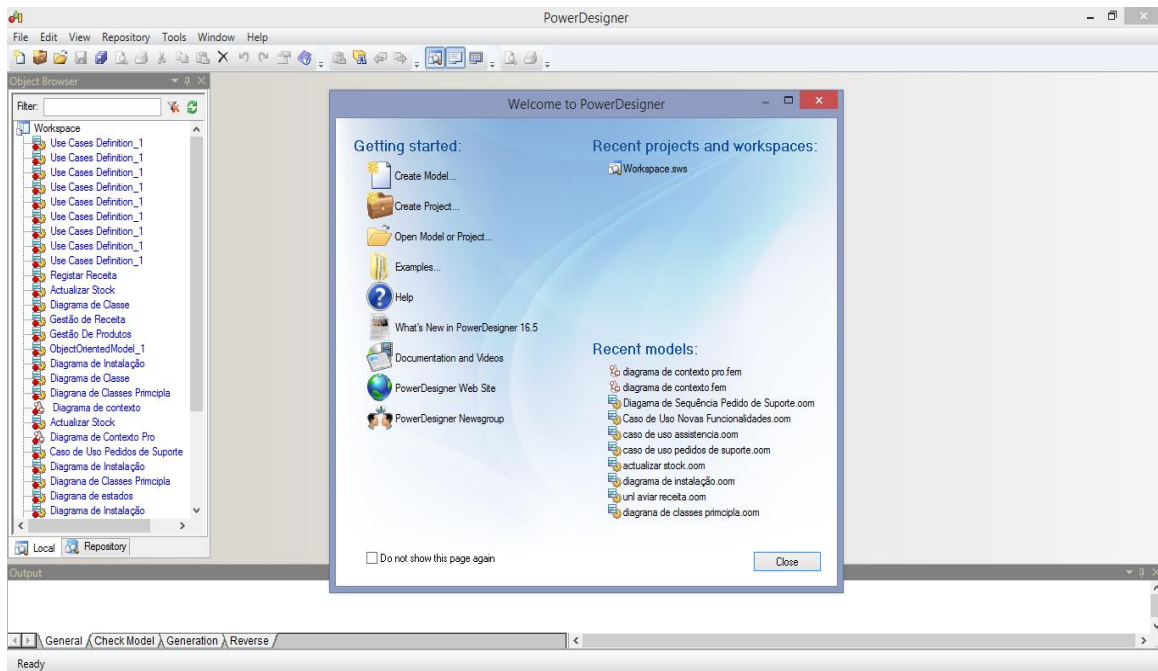 PowerDesigner
File Edit View Repository Tools Window Help
Object Browser
Filter:
Workspace
Use Cases Definition_1
Use Cases Definition_1
Use Cases Definition_1
Use Cases Definition_1
Use Cases Definition_1
Use Cases Definition_1
Use Cases Definition_1
Use Cases Definition_1
Use Cases Definition_1
Registar Receita
Actualizar Stock
Diagrama de Classe
Gestão de Receita
Gestão De Produtos
ObjectOrientedModel_1
Diagrama de Instalação
Diagrama de Classe
Diagrana de Classes Primcipla
Diagrama de contexto
Actualizar Stock
Diagrama de Contexto Pro
Caso de Uso Pedidos de Suporte
Diagrama de Instalação
Diagrana de Classes Primcipla
Diagrana de estados
Diagrama de Instalação
Local Repository
Welcome to PowerDesigner
Getting started:
Create Model...
Create Project...
Open Model or Project...
Examples...
Help
What's New in PowerDesigner 16.5
Documentation and Videos
PowerDesigner Web Site
PowerDesigner Newsgroup
Recent projects and workspaces:
Workspace.sws
Recent models:
diagrama de contexto pro.fem
diagrama de contexto.fem
Diagama de Sequência Pedido de Suporte.oom
Caso de Uso Novas Funcionalidades.oom
caso de uso assistencia.oom
caso de uso pedidos de suporte.oom
actualizar stock.oom
diagrama de instalação.oom
unl aviar receita.oom
diagrana de classes primcipla.oom
Do not show this page again
Close
Output
General Check Model Generation Reverse
Ready